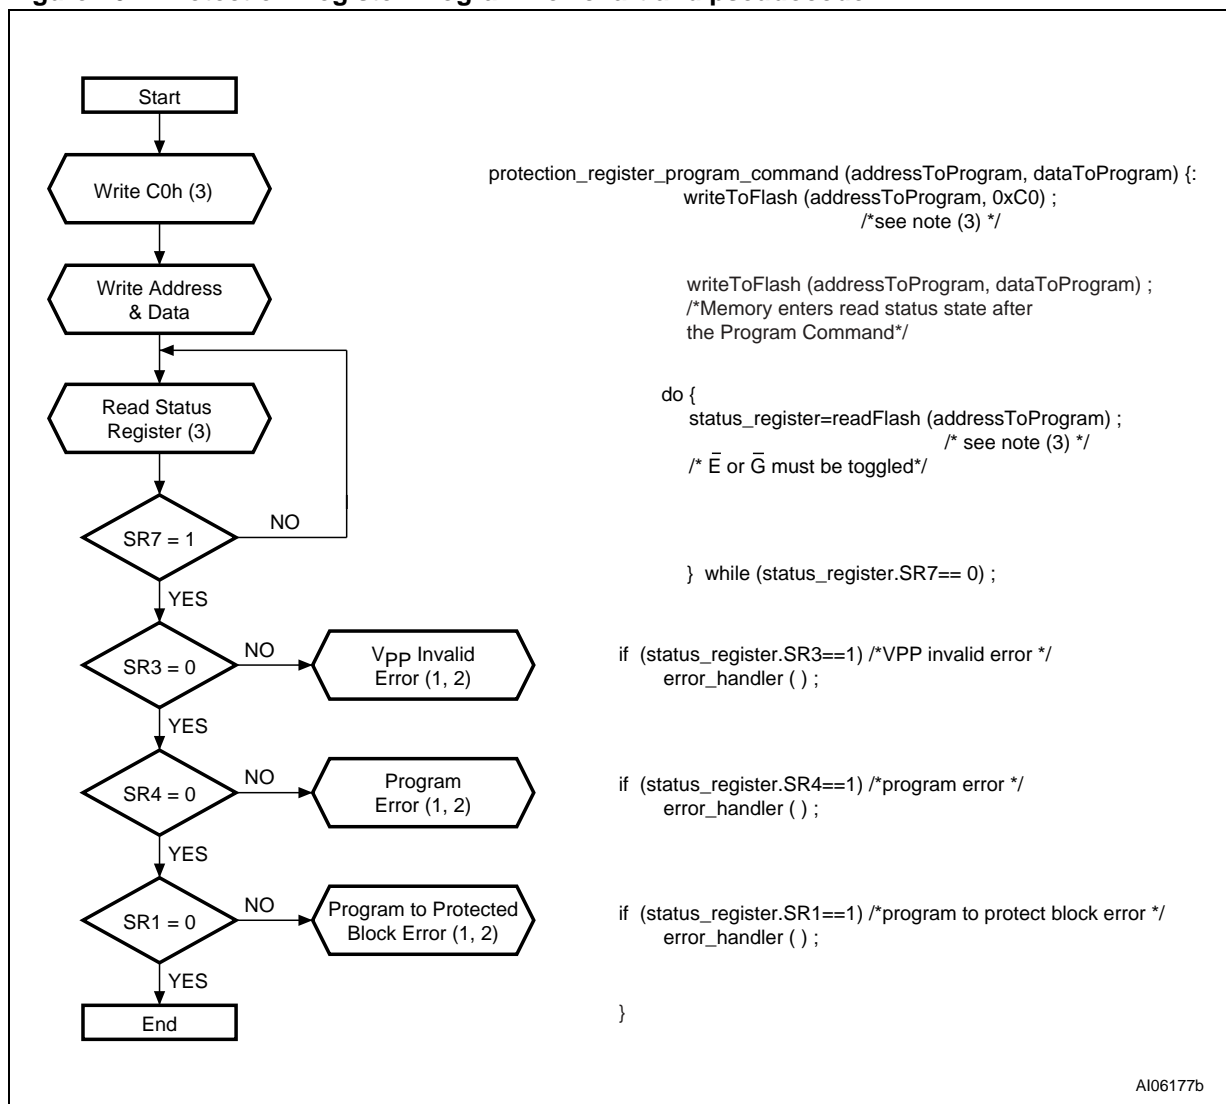 Start
Write C0h (3)
Write Address
& Data
Read Status
Register (3)
SR7 = 1
NO
YES
SR3 = 0
NO
VPP Invalid
Error (1, 2)
YES
SR4 = 0
NO
Program
Error (1, 2)
YES
SR1 = 0
NO
Program to Protected
Block Error (1, 2)
YES
End
protection_register_program_command (addressToProgram, dataToProgram) {:
writeToFlash (addressToProgram, 0xC0) ;
/*see note (3) */
writeToFlash (addressToProgram, dataToProgram) ;
/*Memory enters read status state after
the Program Command*/
do {
status_register=readFlash (addressToProgram) ;
/* see note (3) */
/* E̅ or G̅ must be toggled*/
} while (status_register.SR7== 0) ;
if (status_register.SR3==1) /*VPP invalid error */
error_handler ( ) ;
if (status_register.SR4==1) /*program error */
error_handler ( ) ;
if (status_register.SR1==1) /*program to protect block error */
error_handler ( ) ;
}
AI06177b